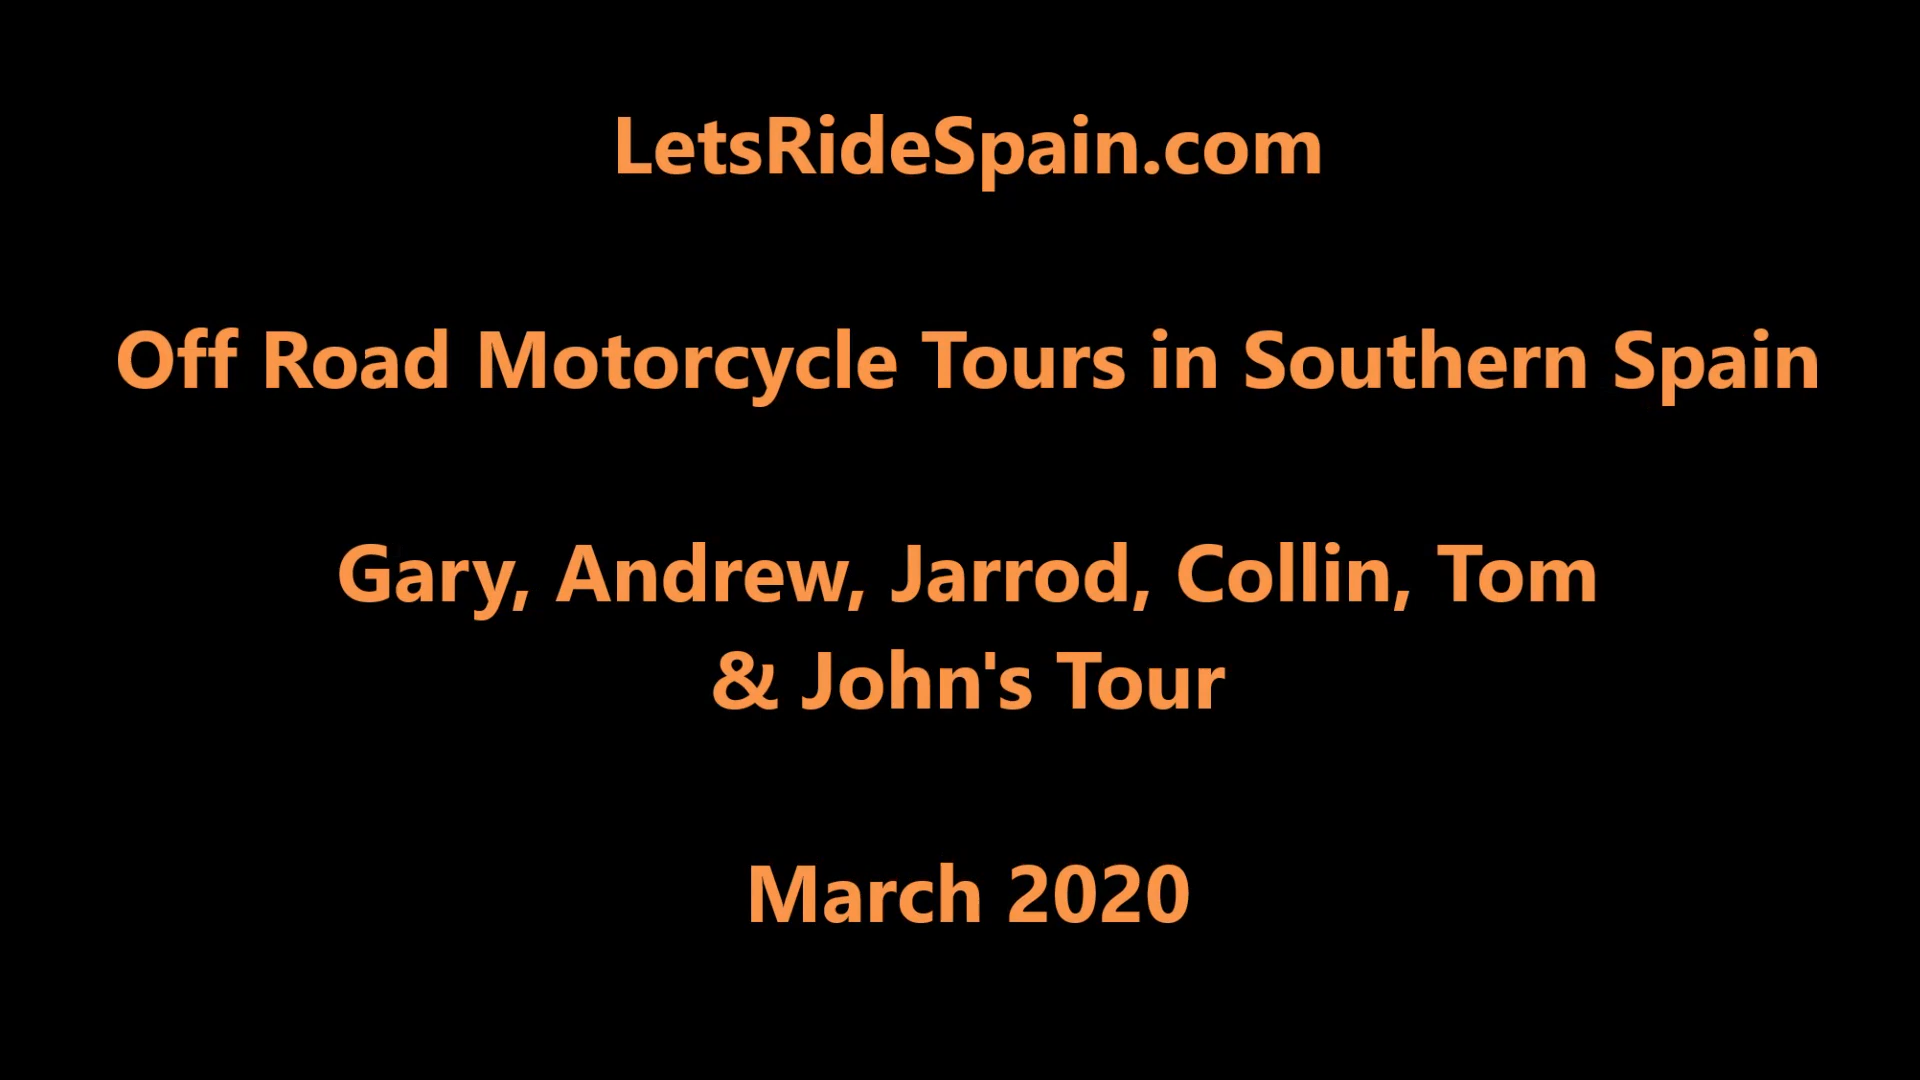 LetsRideSpain.com
Off Road Motorcycle Tours in Southern Spain
Gary, Andrew, Jarrod, Collin, Tom
& John's Tour
March 2020